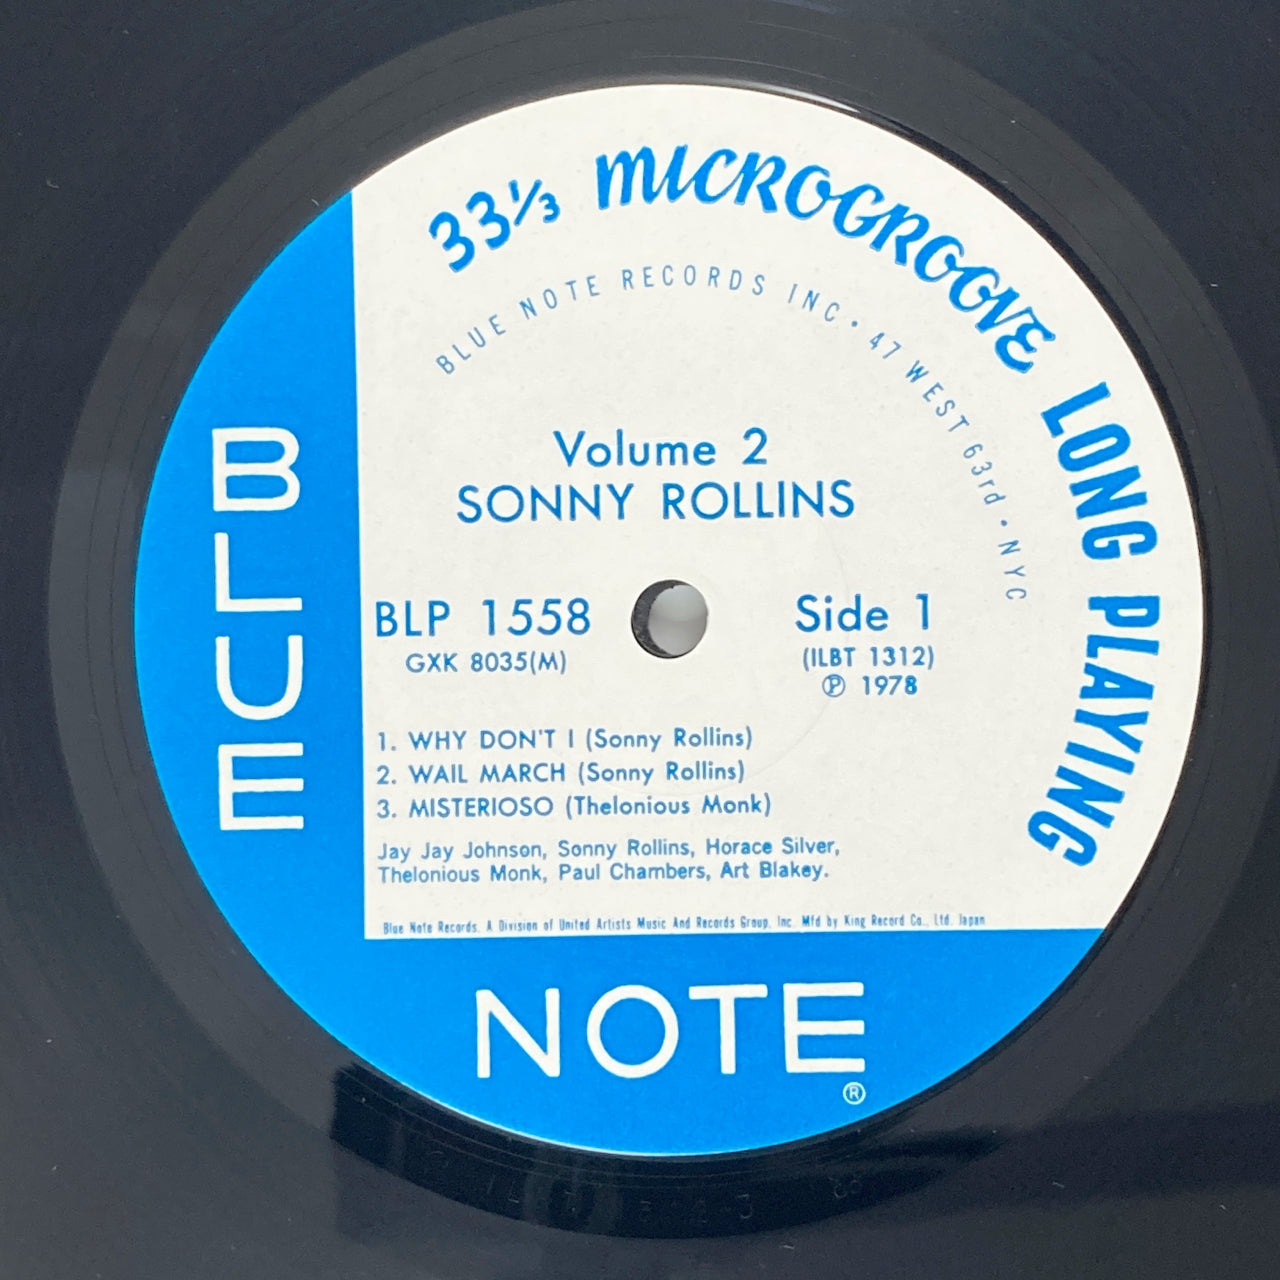 33⅓ MICROGROOVE LONG PLAYING
BLUE NOTE RECORDS INC • 47 WEST 63rd • NYC
Volume 2
SONNY ROLLINS
BLP 1558
GXK 8035(M)
Side 1
(ILBT 1312)
℗ 1978
1. WHY DON'T I (Sonny Rollins)
2. WAIL MARCH (Sonny Rollins)
3. MISTERIOSO (Thelonious Monk)
Jay Jay Johnson, Sonny Rollins, Horace Silver,
Thelonious Monk, Paul Chambers, Art Blakey.
Blue Note Records. A Division of United Artists Music And Records Group, Inc. Mfd by King Record Co., Ltd. Japan
BLUE
NOTE
®